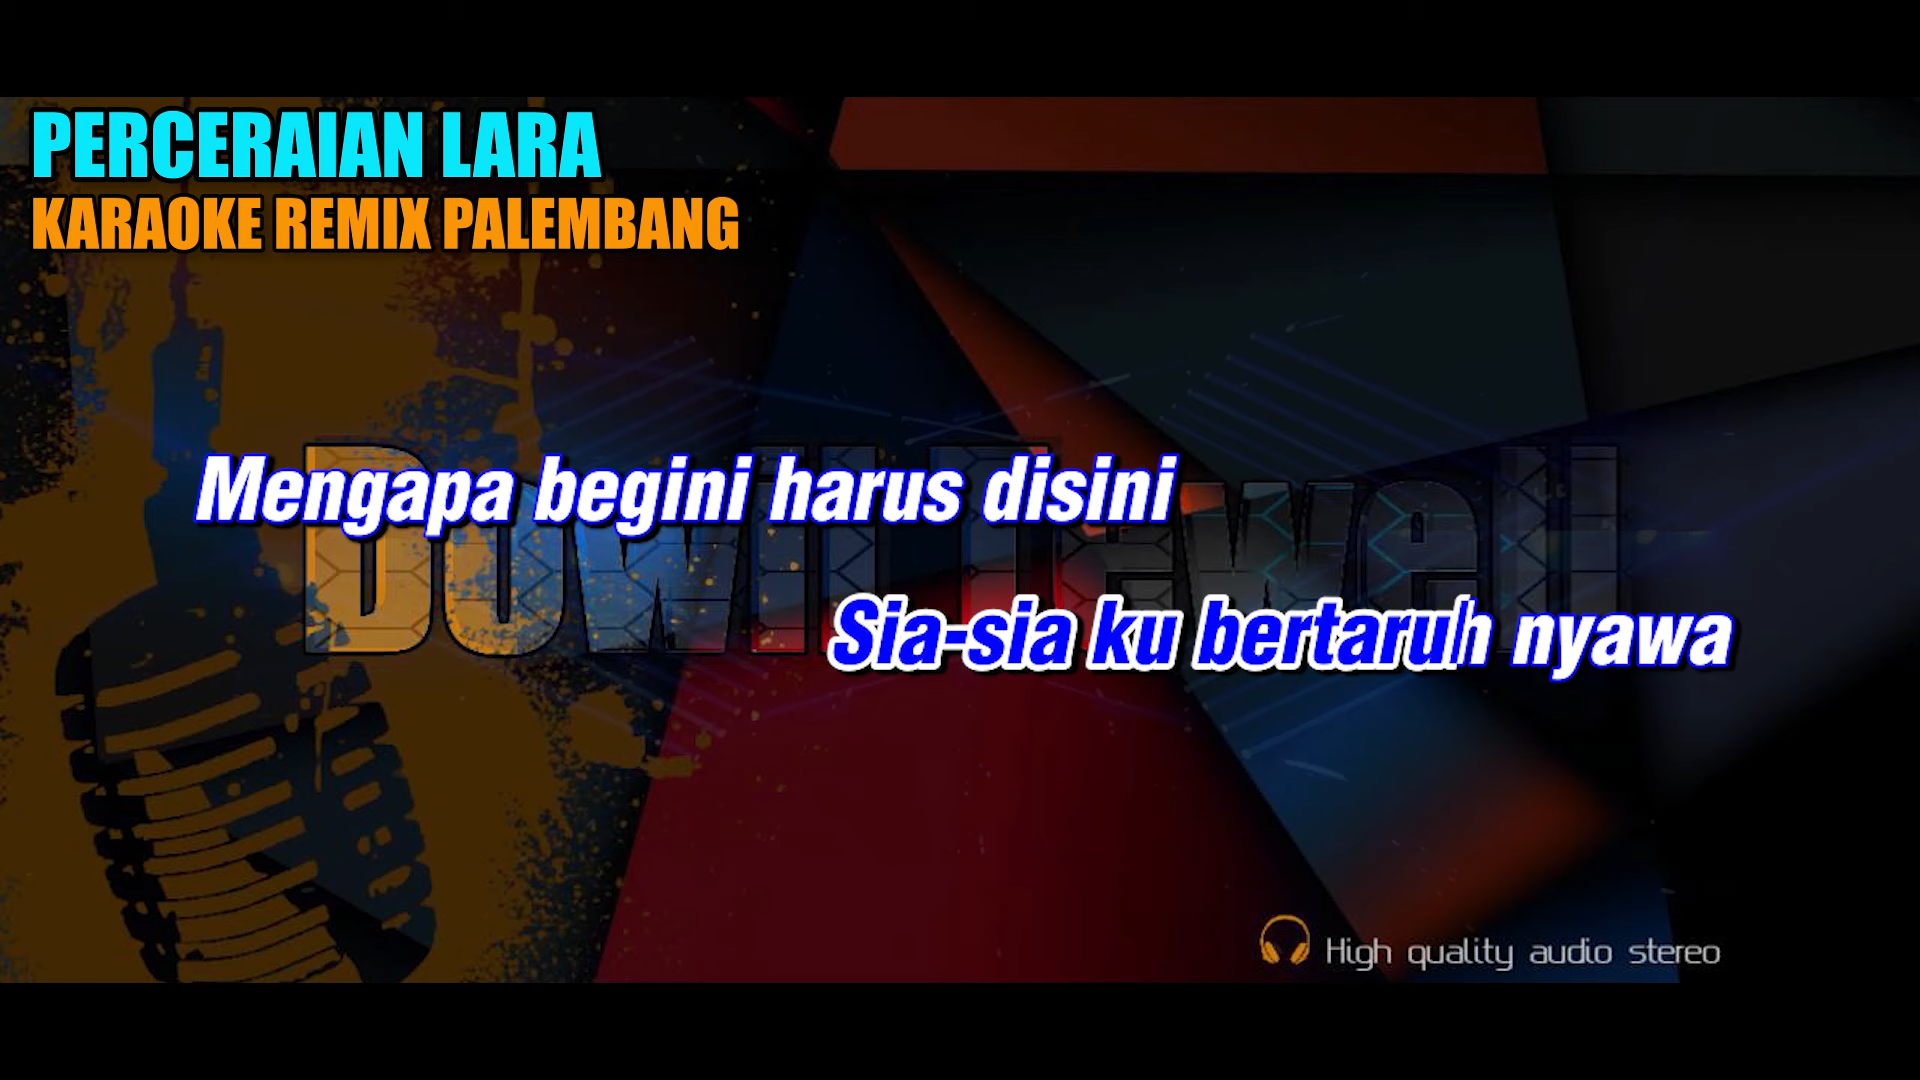 PERCERAIAN LARA
KARAOKE REMIX PALEMBANG
Mengapa begini harus disini
Sia-sia ku bertaruh nyawa
High quality audio stereo